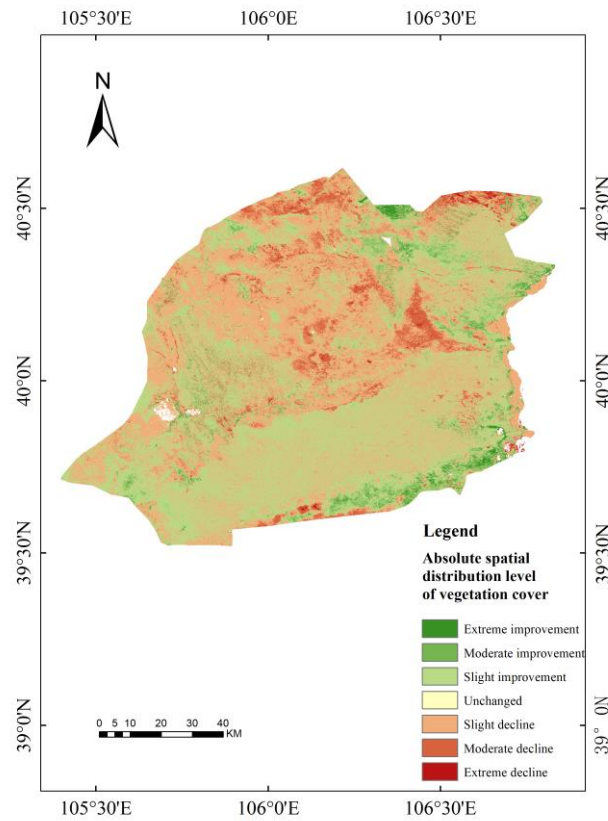 105°30'E 106°0'E 106°30'E
N
40°30'N 40°30'N
40°0'N 40°0'N
39°30'N 39°30'N
Legend
Absolute spatial
distribution level
of vegetation cover
Extreme improvement
Moderate improvement
Slight improvement
Unchanged
Slight decline
Moderate decline
Extreme decline
39°0'N 39°0
0 5 10 20 30 40
KM
105°30'E 106°0'E 106°30'E